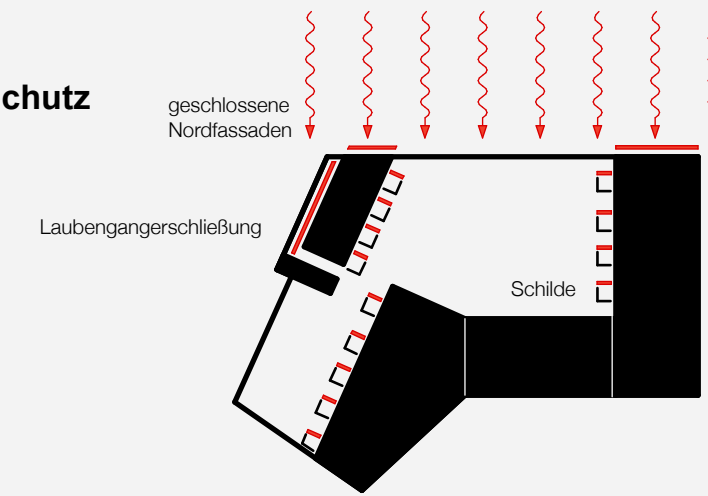 chutz
geschlossene
Nordfassaden
Laubengangerschließung
Schilde